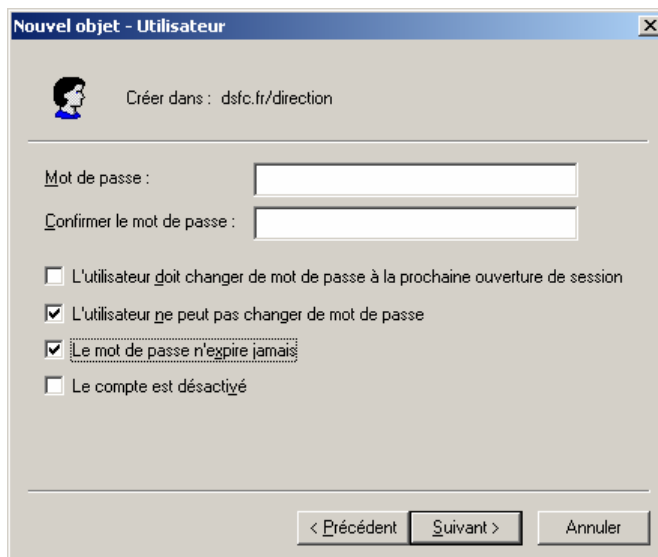 Nouvel objet - Utilisateur
Créer dans : dsfc.fr/direction
Mot de passe :
Confirmer le mot de passe :
L'utilisateur doit changer de mot de passe à la prochaine ouverture de session
L'utilisateur ne peut pas changer de mot de passe
Le mot de passe n'expire jamais
Le compte est désactivé
< Précédent Suivant > Annuler